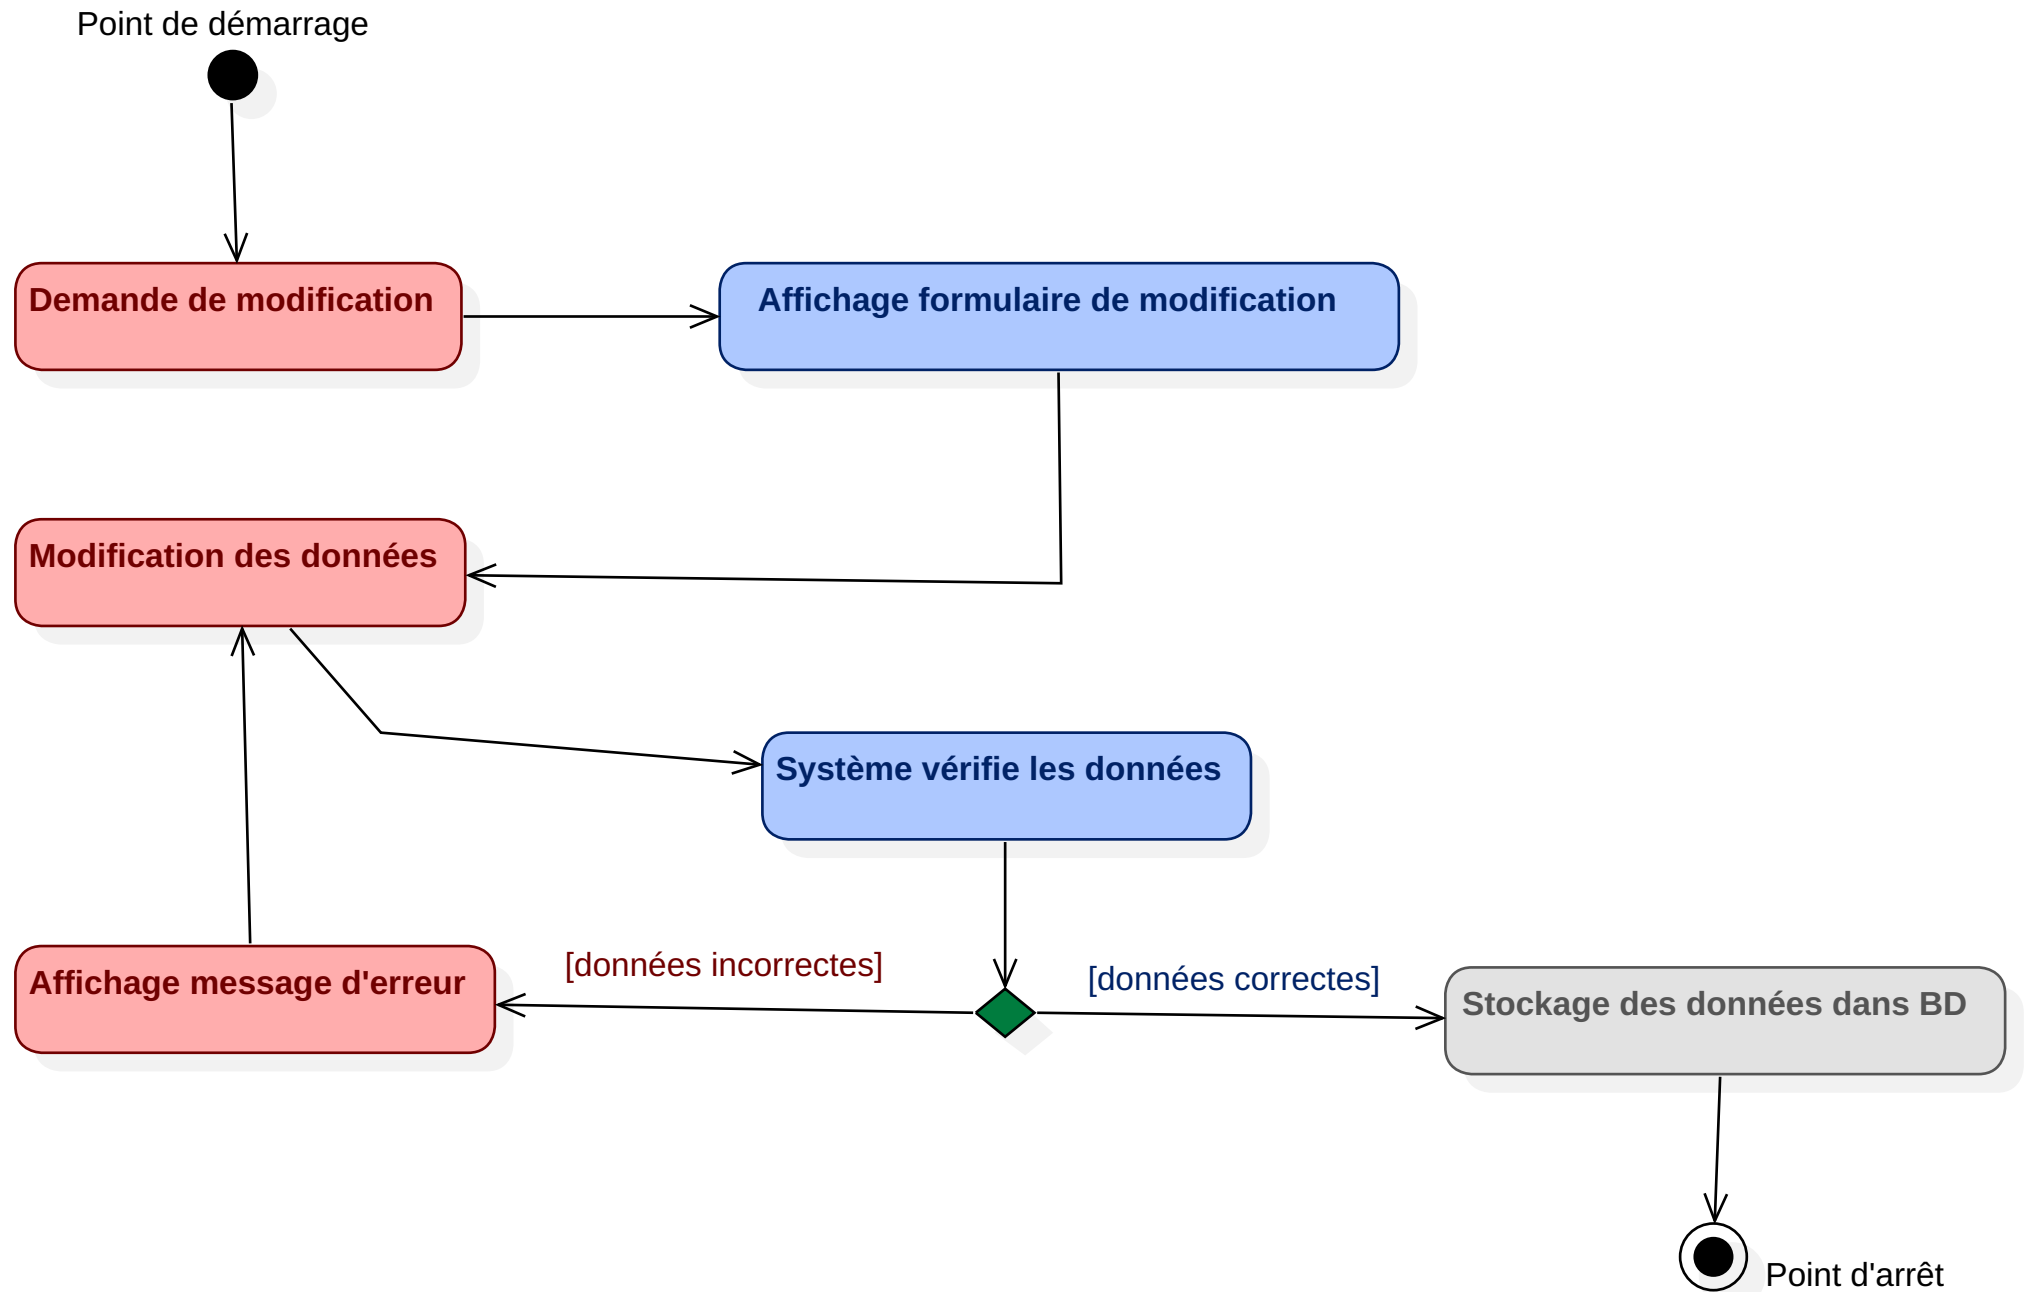 Point de démarrage
Demande de modification
Affichage formulaire de modification
Modification des données
Système vérifie les données
Affichage message d'erreur
[données incorrectes]
[données correctes]
Stockage des données dans BD
Point d'arrêt